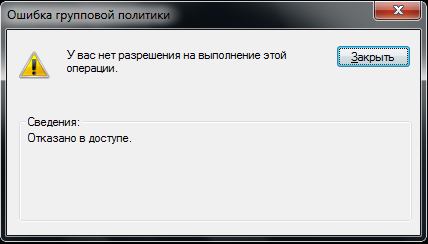 Ошибка групповой политики
У вас нет разрешения на выполнение этой
операции.
Закрыть
Сведения:
Отказано в доступе.